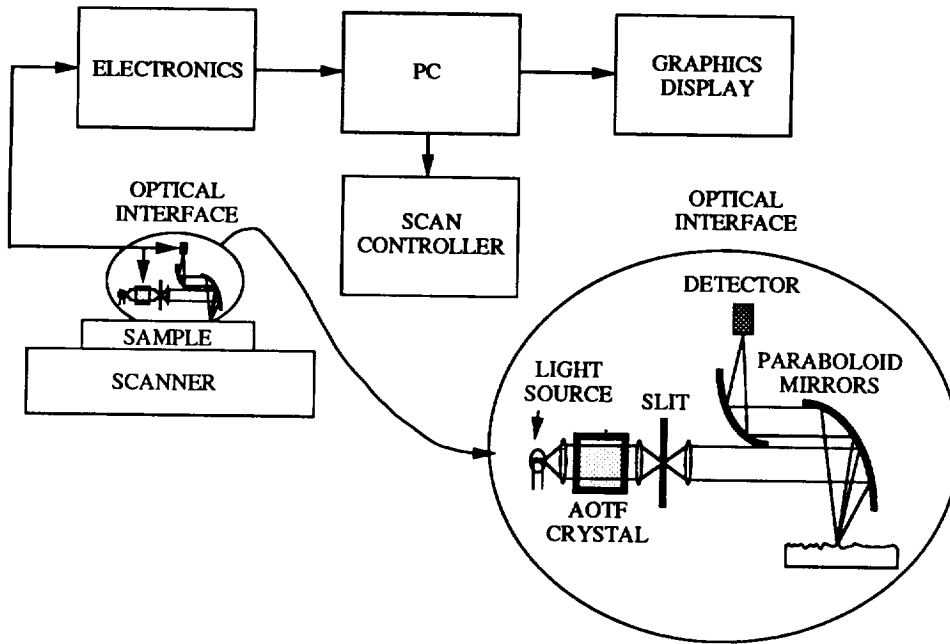 ELECTRONICS
PC
GRAPHICS
DISPLAY
OPTICAL
INTERFACE
SCAN
CONTROLLER
SAMPLE
SCANNER
OPTICAL
INTERFACE
DETECTOR
PARABOLOID
MIRRORS
LIGHT
SOURCE
SLIT
AOTF
CRYSTAL